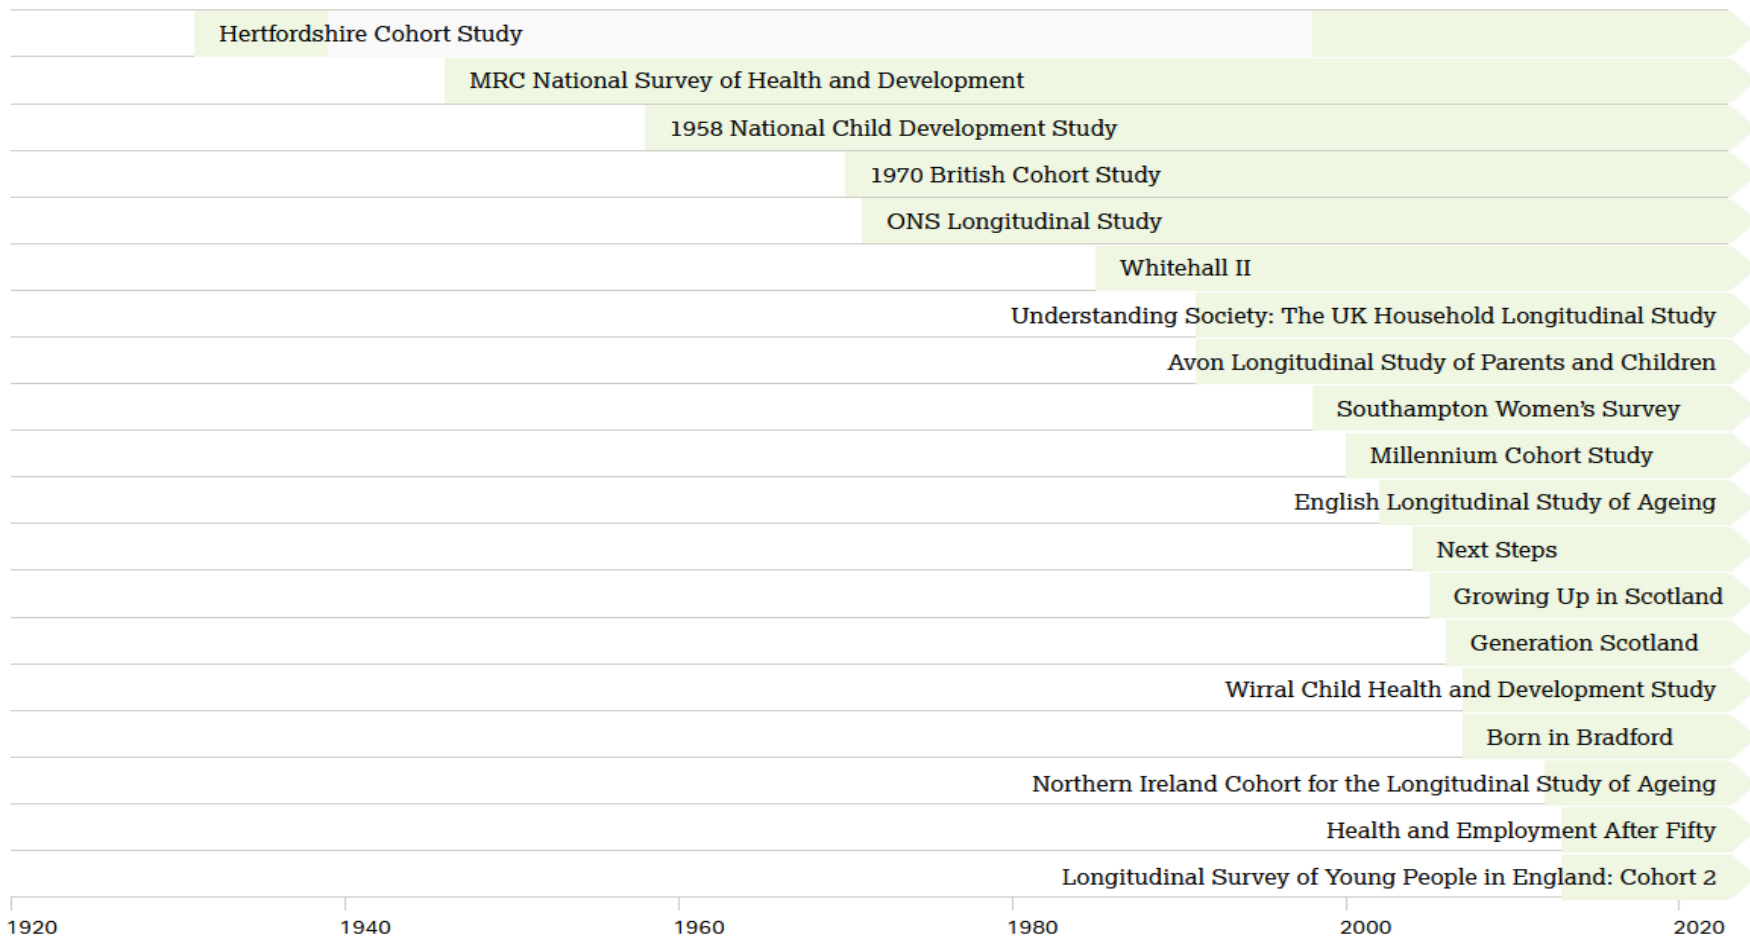 Hertfordshire Cohort Study
MRC National Survey of Health and Development
1958 National Child Development Study
1970 British Cohort Study
ONS Longitudinal Study
Whitehall II
Understanding Society: The UK Household Longitudinal Study
Avon Longitudinal Study of Parents and Children
Southampton Women’s Survey
Millennium Cohort Study
English Longitudinal Study of Ageing
Next Steps
Growing Up in Scotland
Generation Scotland
Wirral Child Health and Development Study
Born in Bradford
Northern Ireland Cohort for the Longitudinal Study of Ageing
Health and Employment After Fifty
Longitudinal Survey of Young People in England: Cohort 2
1920 1940 1960 1980 2000 2020